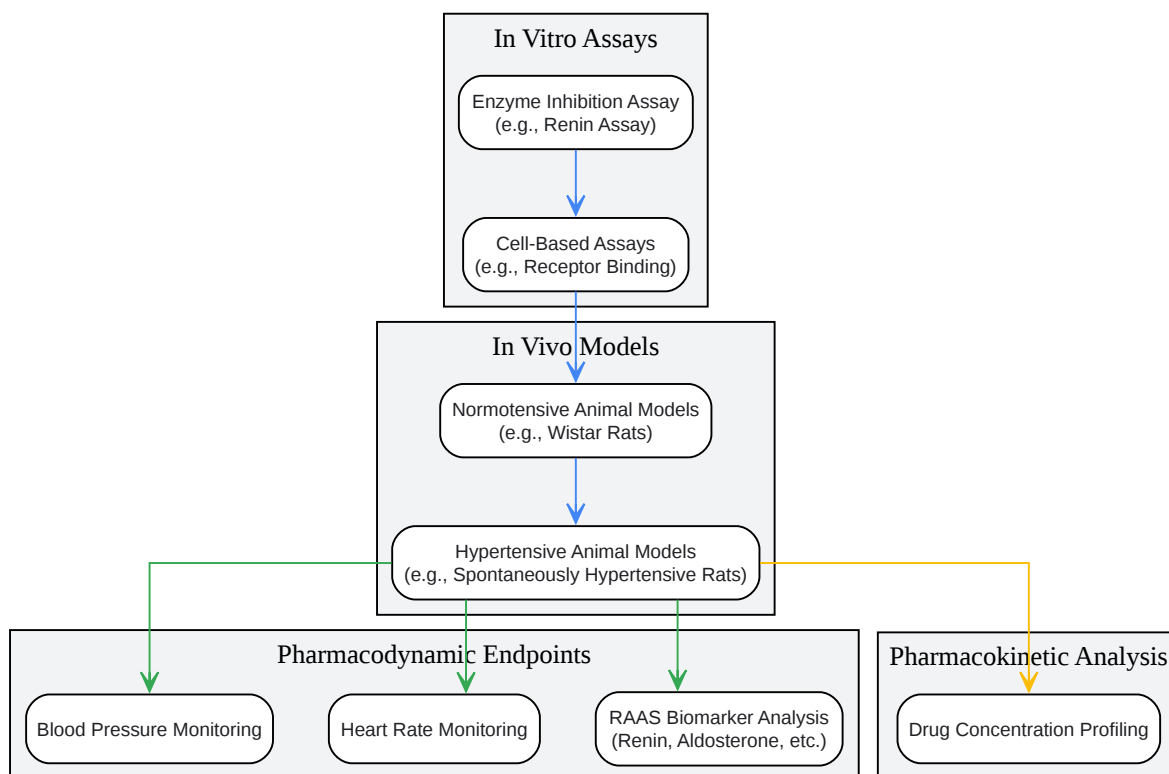 In Vitro Assays
Enzyme Inhibition Assay
(e.g., Renin Assay)
Cell-Based Assays
(e.g., Receptor Binding)
In Vivo Models
Normotensive Animal Models
(e.g., Wistar Rats)
Hypertensive Animal Models
(e.g., Spontaneously Hypertensive Rats)
Pharmacodynamic Endpoints
Blood Pressure Monitoring
Heart Rate Monitoring
RAAS Biomarker Analysis
(Renin, Aldosterone, etc.)
Pharmacokinetic Analysis
Drug Concentration Profiling